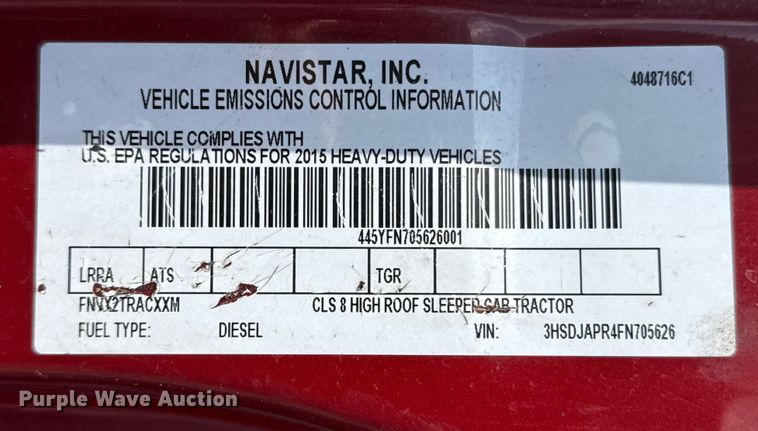 NAVISTAR, INC.
4048716C1
VEHICLE EMISSIONS CONTROL INFORMATION
THIS VEHICLE COMPLIES WITH
U.S. EPA REGULATIONS FOR 2015 HEAVY-DUTY VEHICLES
445YFN705626001
LRRA ATS TGR
FNVX2TRACXXM CLS 8 HIGH ROOF SLEEPER CAB TRACTOR
FUEL TYPE: DIESEL VIN: 3HSDJAPR4FN705626
Purple Wave Auction